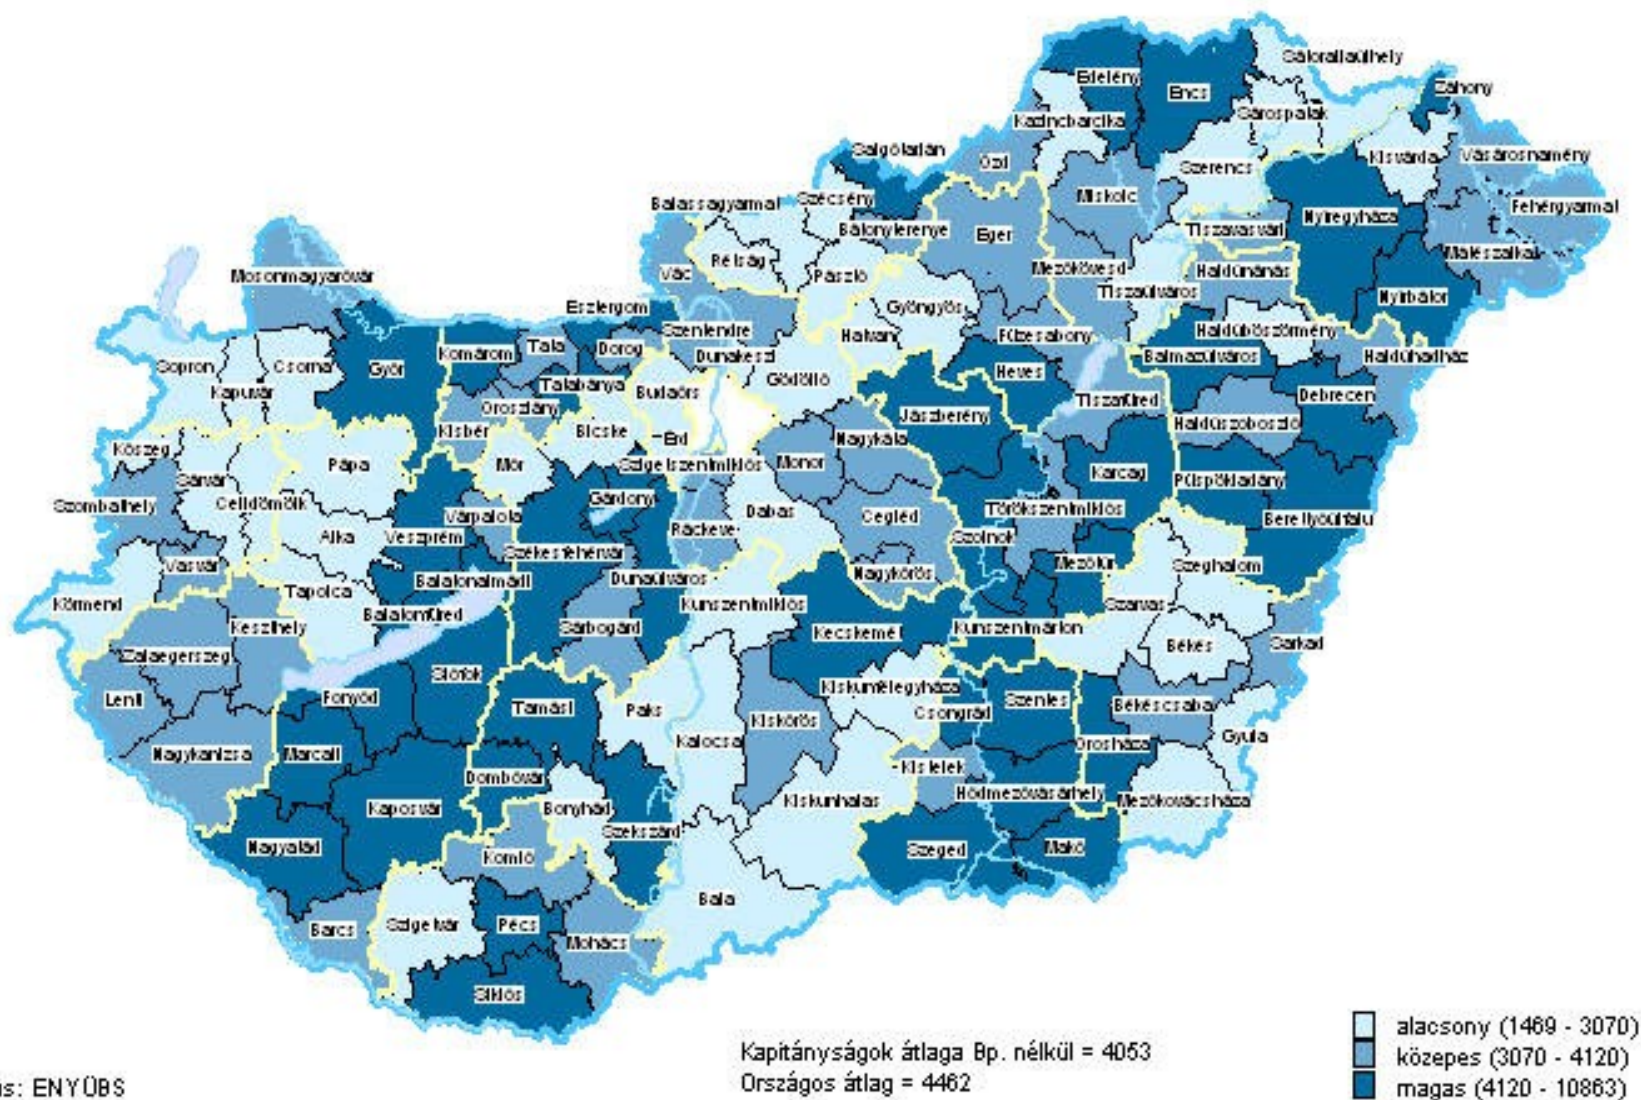 Sátoraljaújhely
Edelény
Encs
Záhony
Sárospatak
Kazincbarcika
Salgótarján
Ózd
Kisvárda
Vásárosnamény
Szerencs
Miskolc
Balassagyarmat
Szécsény
Nyíregyháza
Fehérgyarmat
Bátonyterenye
Eger
Tiszavasvári
Mátészalka
Rétság
Pásztó
Mezőkövesd
Hajdúnánás
Vác
Mosonmagyaróvár
Tiszaújváros
Nyírbátor
Esztergom
Gyöngyös
Szentendre
Hatvan
Füzesabony
Hajdúböszörmény
Komárom
Tata
Dorog
Dunakeszi
Balmazújváros
Hajdúhadház
Sopron
Csorna
Győr
Tatabánya
Gödöllő
Heves
Kapuvár
Budaörs
Oroszlány
Tiszafüred
Debrecen
Jászberény
Kisbér
Bicske
Érd
Nagykáta
Hajdúszoboszló
Kőszeg
Pápa
Mór
Szigetszentmiklós
Monor
Karcag
Püspökladány
Sárvár
Gárdony
Szombathely
Celldömölk
Várpalota
Ráckeve
Dabas
Cegléd
Törökszentmiklós
Berettyóújfalu
Ajka
Veszprém
Székesfehérvár
Szolnok
Vasvár
Balatonalmádi
Dunaújváros
Nagykőrös
Mezőtúr
Szeghalom
Körmend
Tapolca
Balatonfüred
Kunszentmiklós
Szarvas
Keszthely
Sárbogárd
Kecskemét
Kunszentmárton
Békés
Sarkad
Zalaegerszeg
Siófok
Lenti
Fonyód
Tamási
Paks
Kiskunfélegyháza
Szentes
Békéscsaba
Kiskőrös
Csongrád
Nagykanizsa
Marcali
Kalocsa
Orosháza
Gyula
Dombóvár
Kistelek
Kaposvár
Bonyhád
Kiskunhalas
Hódmezővásárhely
Mezőkovácsháza
Szekszárd
Nagyatád
Komló
Szeged
Makó
Baja
Barcs
Szigetvár
Pécs
Mohács
Siklós
Kapitányságok átlaga Bp. nélkül = 4053
Országos átlag = 4462
alacsony (1469 - 3070)
közepes (3070 - 4120)
magas (4120 - 10863)
ENYÜBS